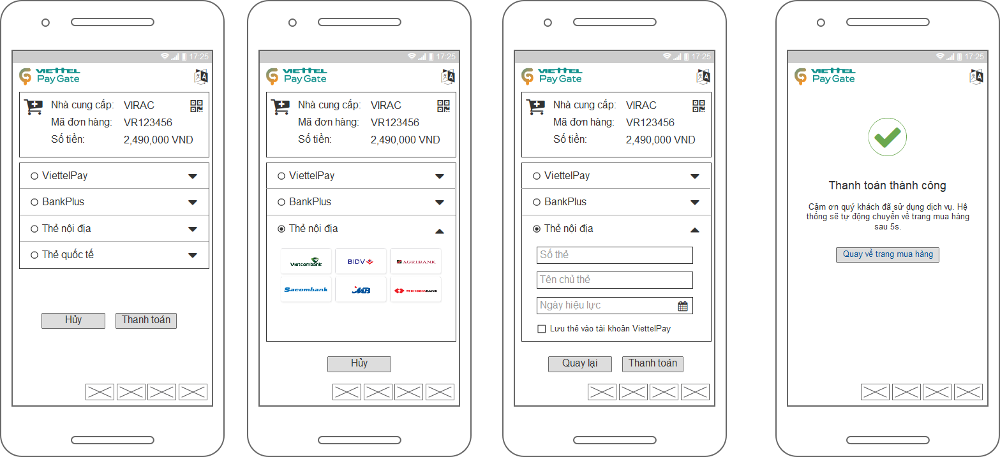 17:25
VIETTEL
Pay Gate
Nhà cung cấp: VIRAC
Mã đơn hàng: VR123456
Số tiền: 2,490,000 VND
ViettelPay
BankPlus
Thẻ nội địa
Thẻ quốc tế
Hủy Thanh toán
17:25
VIETTEL
Pay Gate
Nhà cung cấp: VIRAC
Mã đơn hàng: VR123456
Số tiền: 2,490,000 VND
ViettelPay
BankPlus
Thẻ nội địa
Vietcombank BIDV AGRIBANK
Sacombank MB TECHCOMBANK
Hủy
17:25
VIETTEL
Pay Gate
Nhà cung cấp: VIRAC
Mã đơn hàng: VR123456
Số tiền: 2,490,000 VND
ViettelPay
BankPlus
Thẻ nội địa
Số thẻ
Tên chủ thẻ
Ngày hiệu lực
Lưu thẻ vào tài khoản ViettelPay
Quay lại Thanh toán
17:25
VIETTEL
Pay Gate
Thanh toán thành công
Cảm ơn quý khách đã sử dụng dịch vụ. Hệ
thống sẽ tự động chuyển về trang mua hàng
sau 5s.
Quay về trang mua hàng